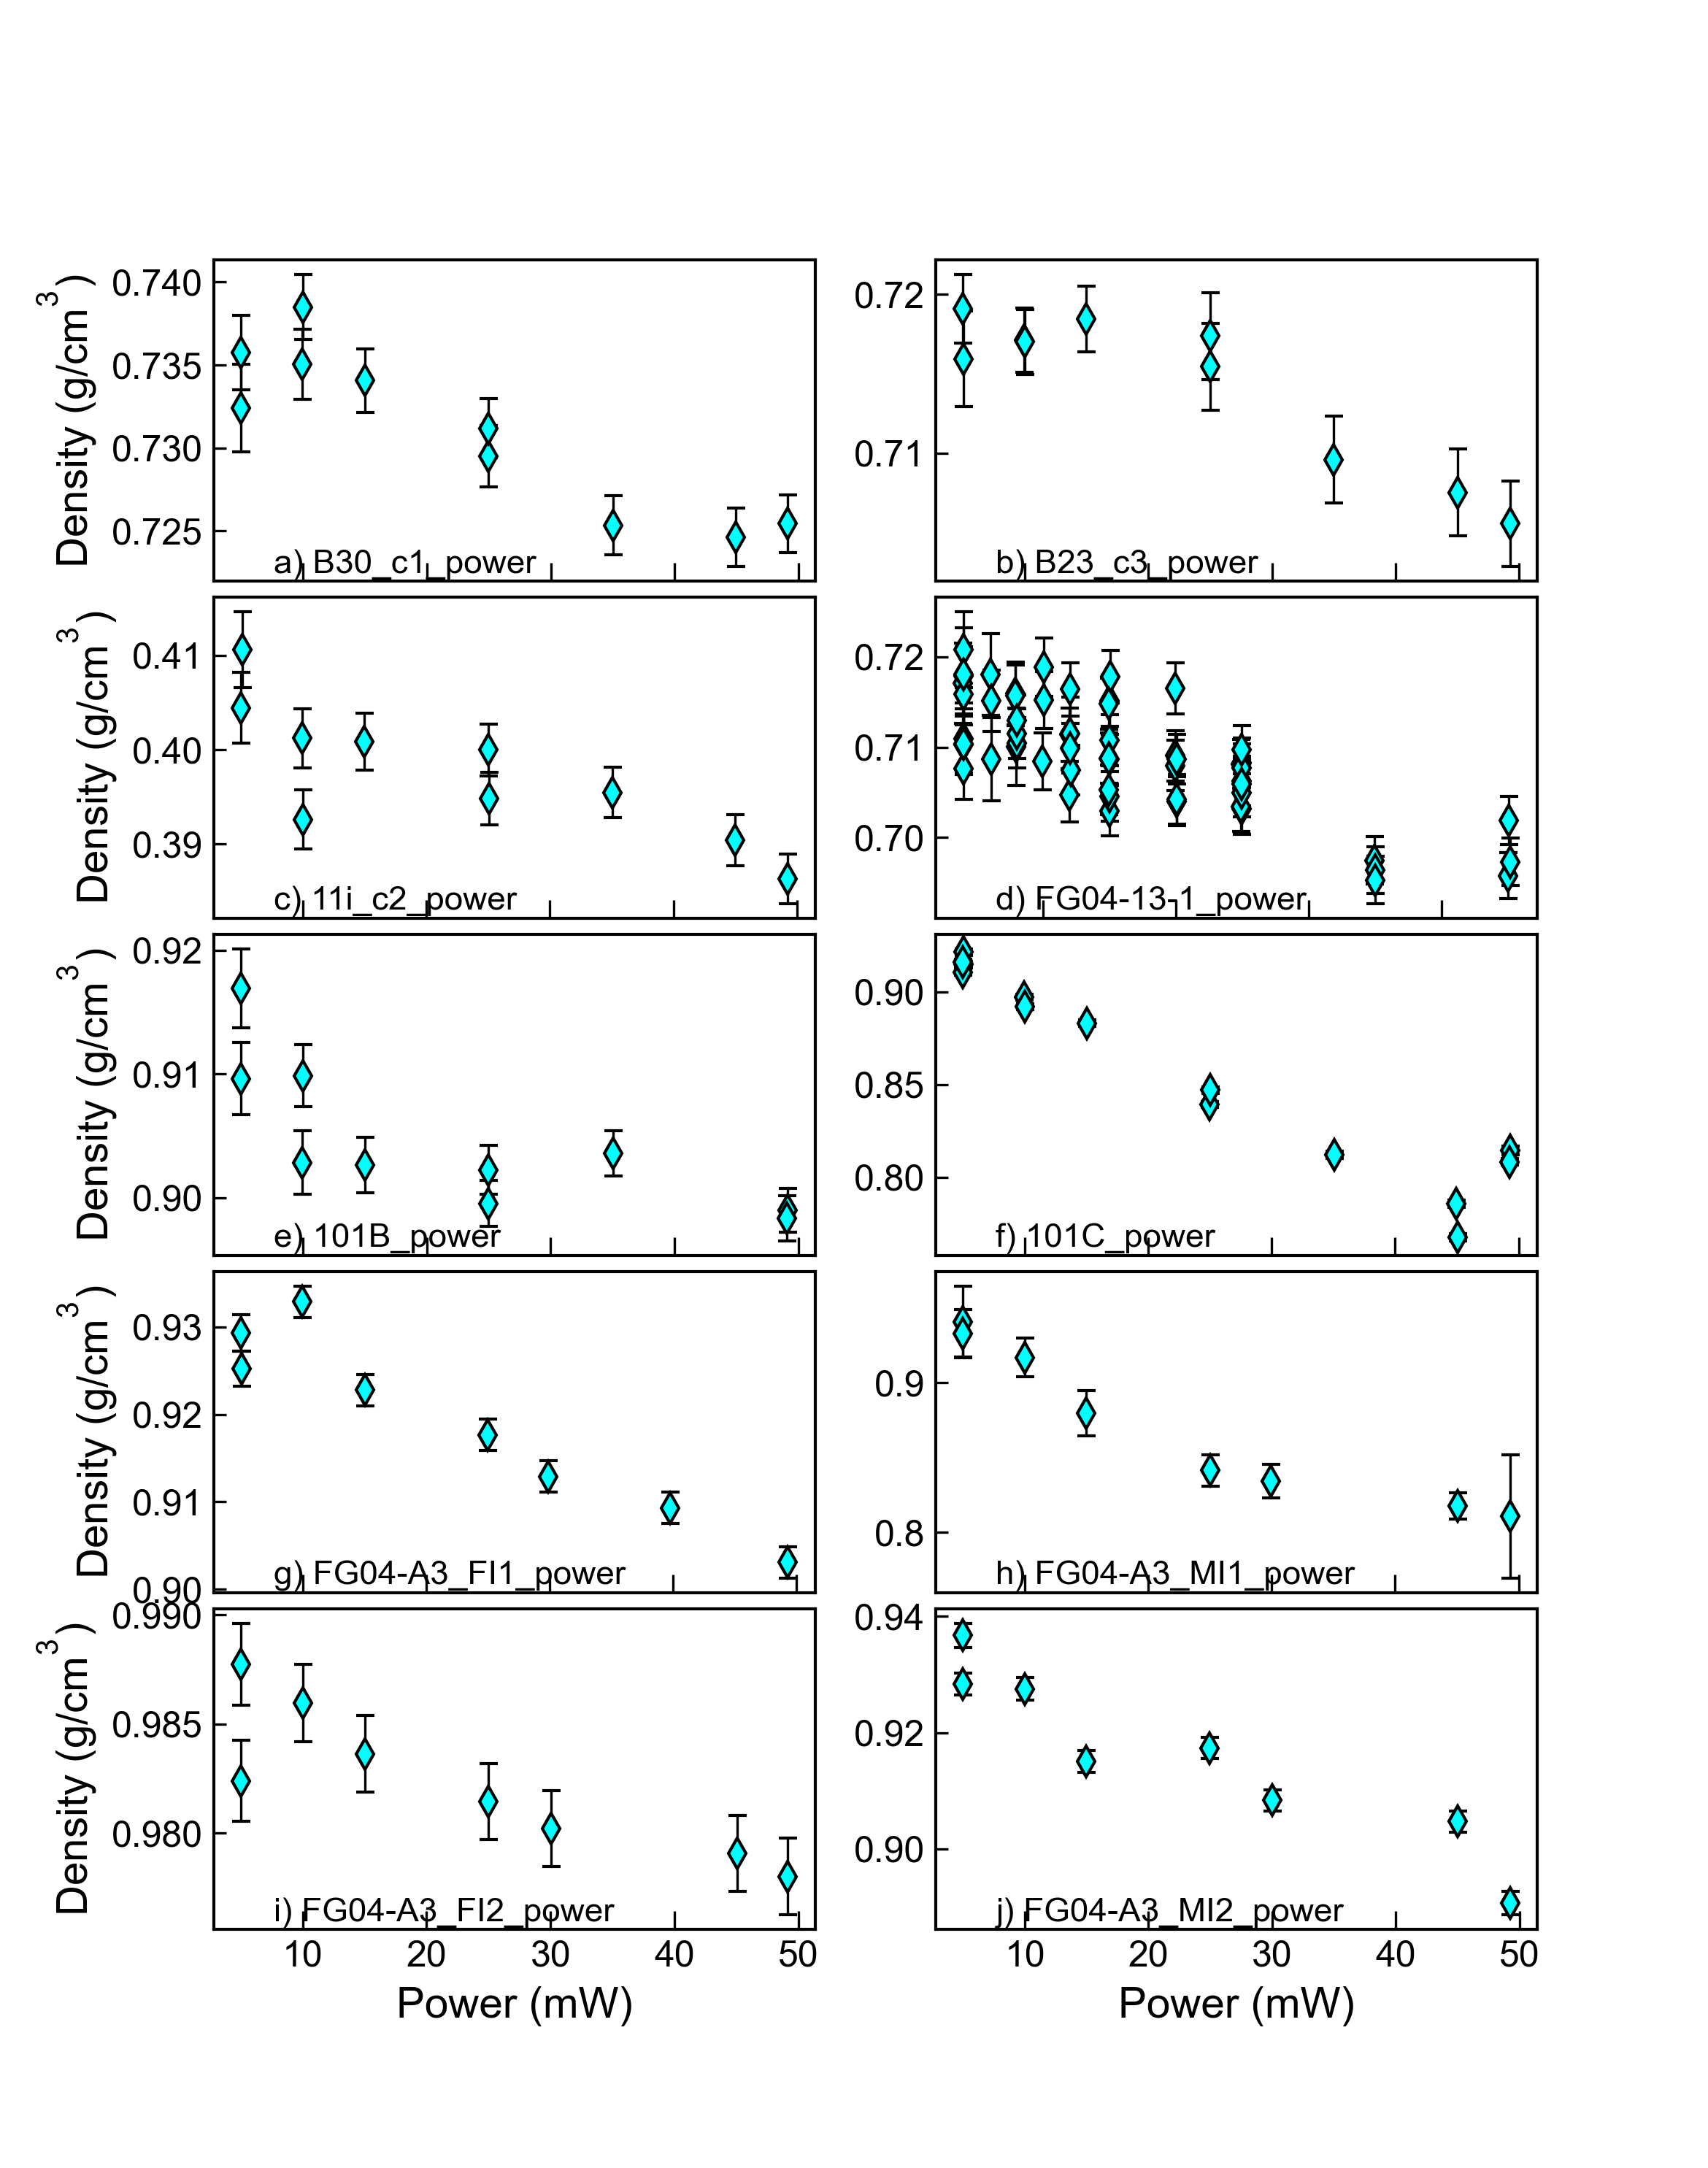 0.740
0.735
0.730
0.725
Density (g/cm³)
a) B30_c1_power
0.72
0.71
b) B23_c3_power
0.41
0.40
0.39
Density (g/cm³)
c) 11i_c2_power
0.72
0.71
0.70
d) FG04-13-1_power
0.92
0.91
0.90
Density (g/cm³)
e) 101B_power
0.90
0.85
0.80
f) 101C_power
0.93
0.92
0.91
0.90
Density (g/cm³)
g) FG04-A3_FI1_power
0.9
0.8
h) FG04-A3_MI1_power
0.990
0.985
0.980
Density (g/cm³)
i) FG04-A3_FI2_power
10 20 30 40 50
Power (mW)
0.94
0.92
0.90
j) FG04-A3_MI2_power
10 20 30 40 50
Power (mW)